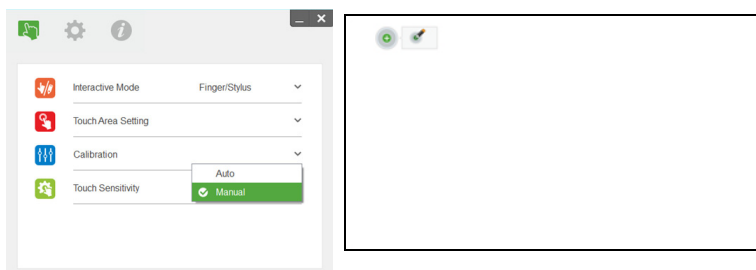 Interactive Mode Finger/Stylus
Touch Area Setting
Calibration
Auto
Touch Sensitivity
Manual